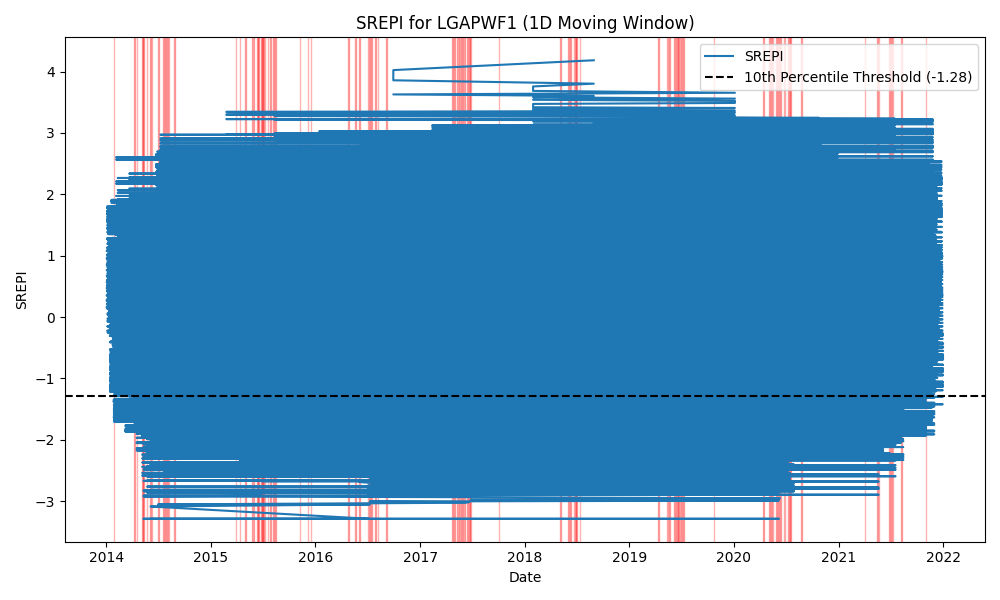 SREPI for LGAPWF1 (1D Moving Window)
SREPI
10th Percentile Threshold (-1.28)
4
3
2
1
0
−1
−2
−3
SREPI
2014 2015 2016 2017 2018 2019 2020 2021 2022
Date